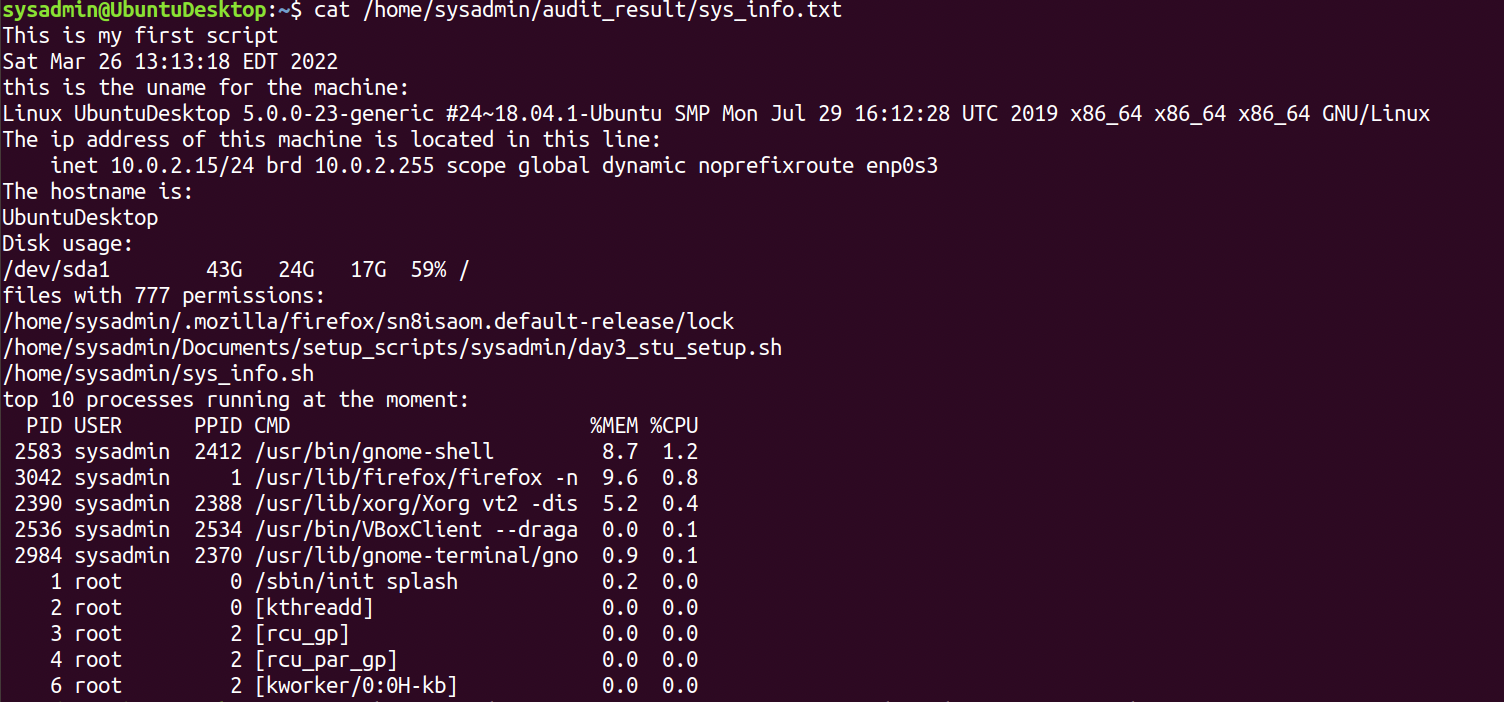 sysadmin@UbuntuDesktop:~$ cat /home/sysadmin/audit_result/sys_info.txt
This is my first script
Sat Mar 26 13:13:18 EDT 2022
this is the uname for the machine:
Linux UbuntuDesktop 5.0.0-23-generic #24~18.04.1-Ubuntu SMP Mon Jul 29 16:12:28 UTC 2019 x86_64 x86_64 x86_64 GNU/Linux
The ip address of this machine is located in this line:
    inet 10.0.2.15/24 brd 10.0.2.255 scope global dynamic noprefixroute enp0s3
The hostname is:
UbuntuDesktop
Disk usage:
/dev/sda1        43G   24G   17G  59% /
files with 777 permissions:
/home/sysadmin/.mozilla/firefox/sn8isaom.default-release/lock
/home/sysadmin/Documents/setup_scripts/sysadmin/day3_stu_setup.sh
/home/sysadmin/sys_info.sh
top 10 processes running at the moment:
  PID USER      PPID CMD                         %MEM %CPU
 2583 sysadmin  2412 /usr/bin/gnome-shell         8.7  1.2
 3042 sysadmin     1 /usr/lib/firefox/firefox -n  9.6  0.8
 2390 sysadmin  2388 /usr/lib/xorg/Xorg vt2 -dis  5.2  0.4
 2536 sysadmin  2534 /usr/bin/VBoxClient --draga  0.0  0.1
 2984 sysadmin  2370 /usr/lib/gnome-terminal/gno  0.9  0.1
    1 root         0 /sbin/init splash            0.2  0.0
    2 root         0 [kthreadd]                   0.0  0.0
    3 root         2 [rcu_gp]                     0.0  0.0
    4 root         2 [rcu_par_gp]                 0.0  0.0
    6 root         2 [kworker/0:0H-kb]            0.0  0.0